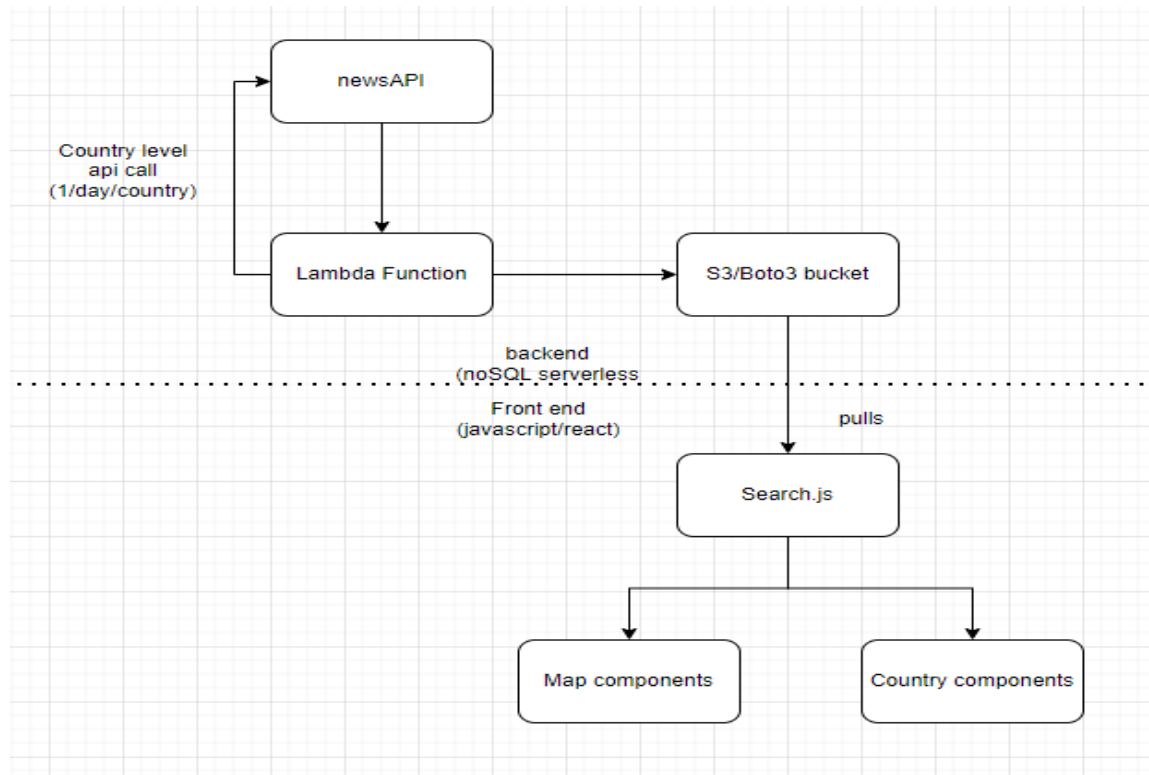 newsAPI
Country level
api call
(1/day/country)
Lambda Function
S3/Boto3 bucket
backend
(noSQL serverless
Front end
(javascript/react)
pulls
Search.js
Map components
Country components